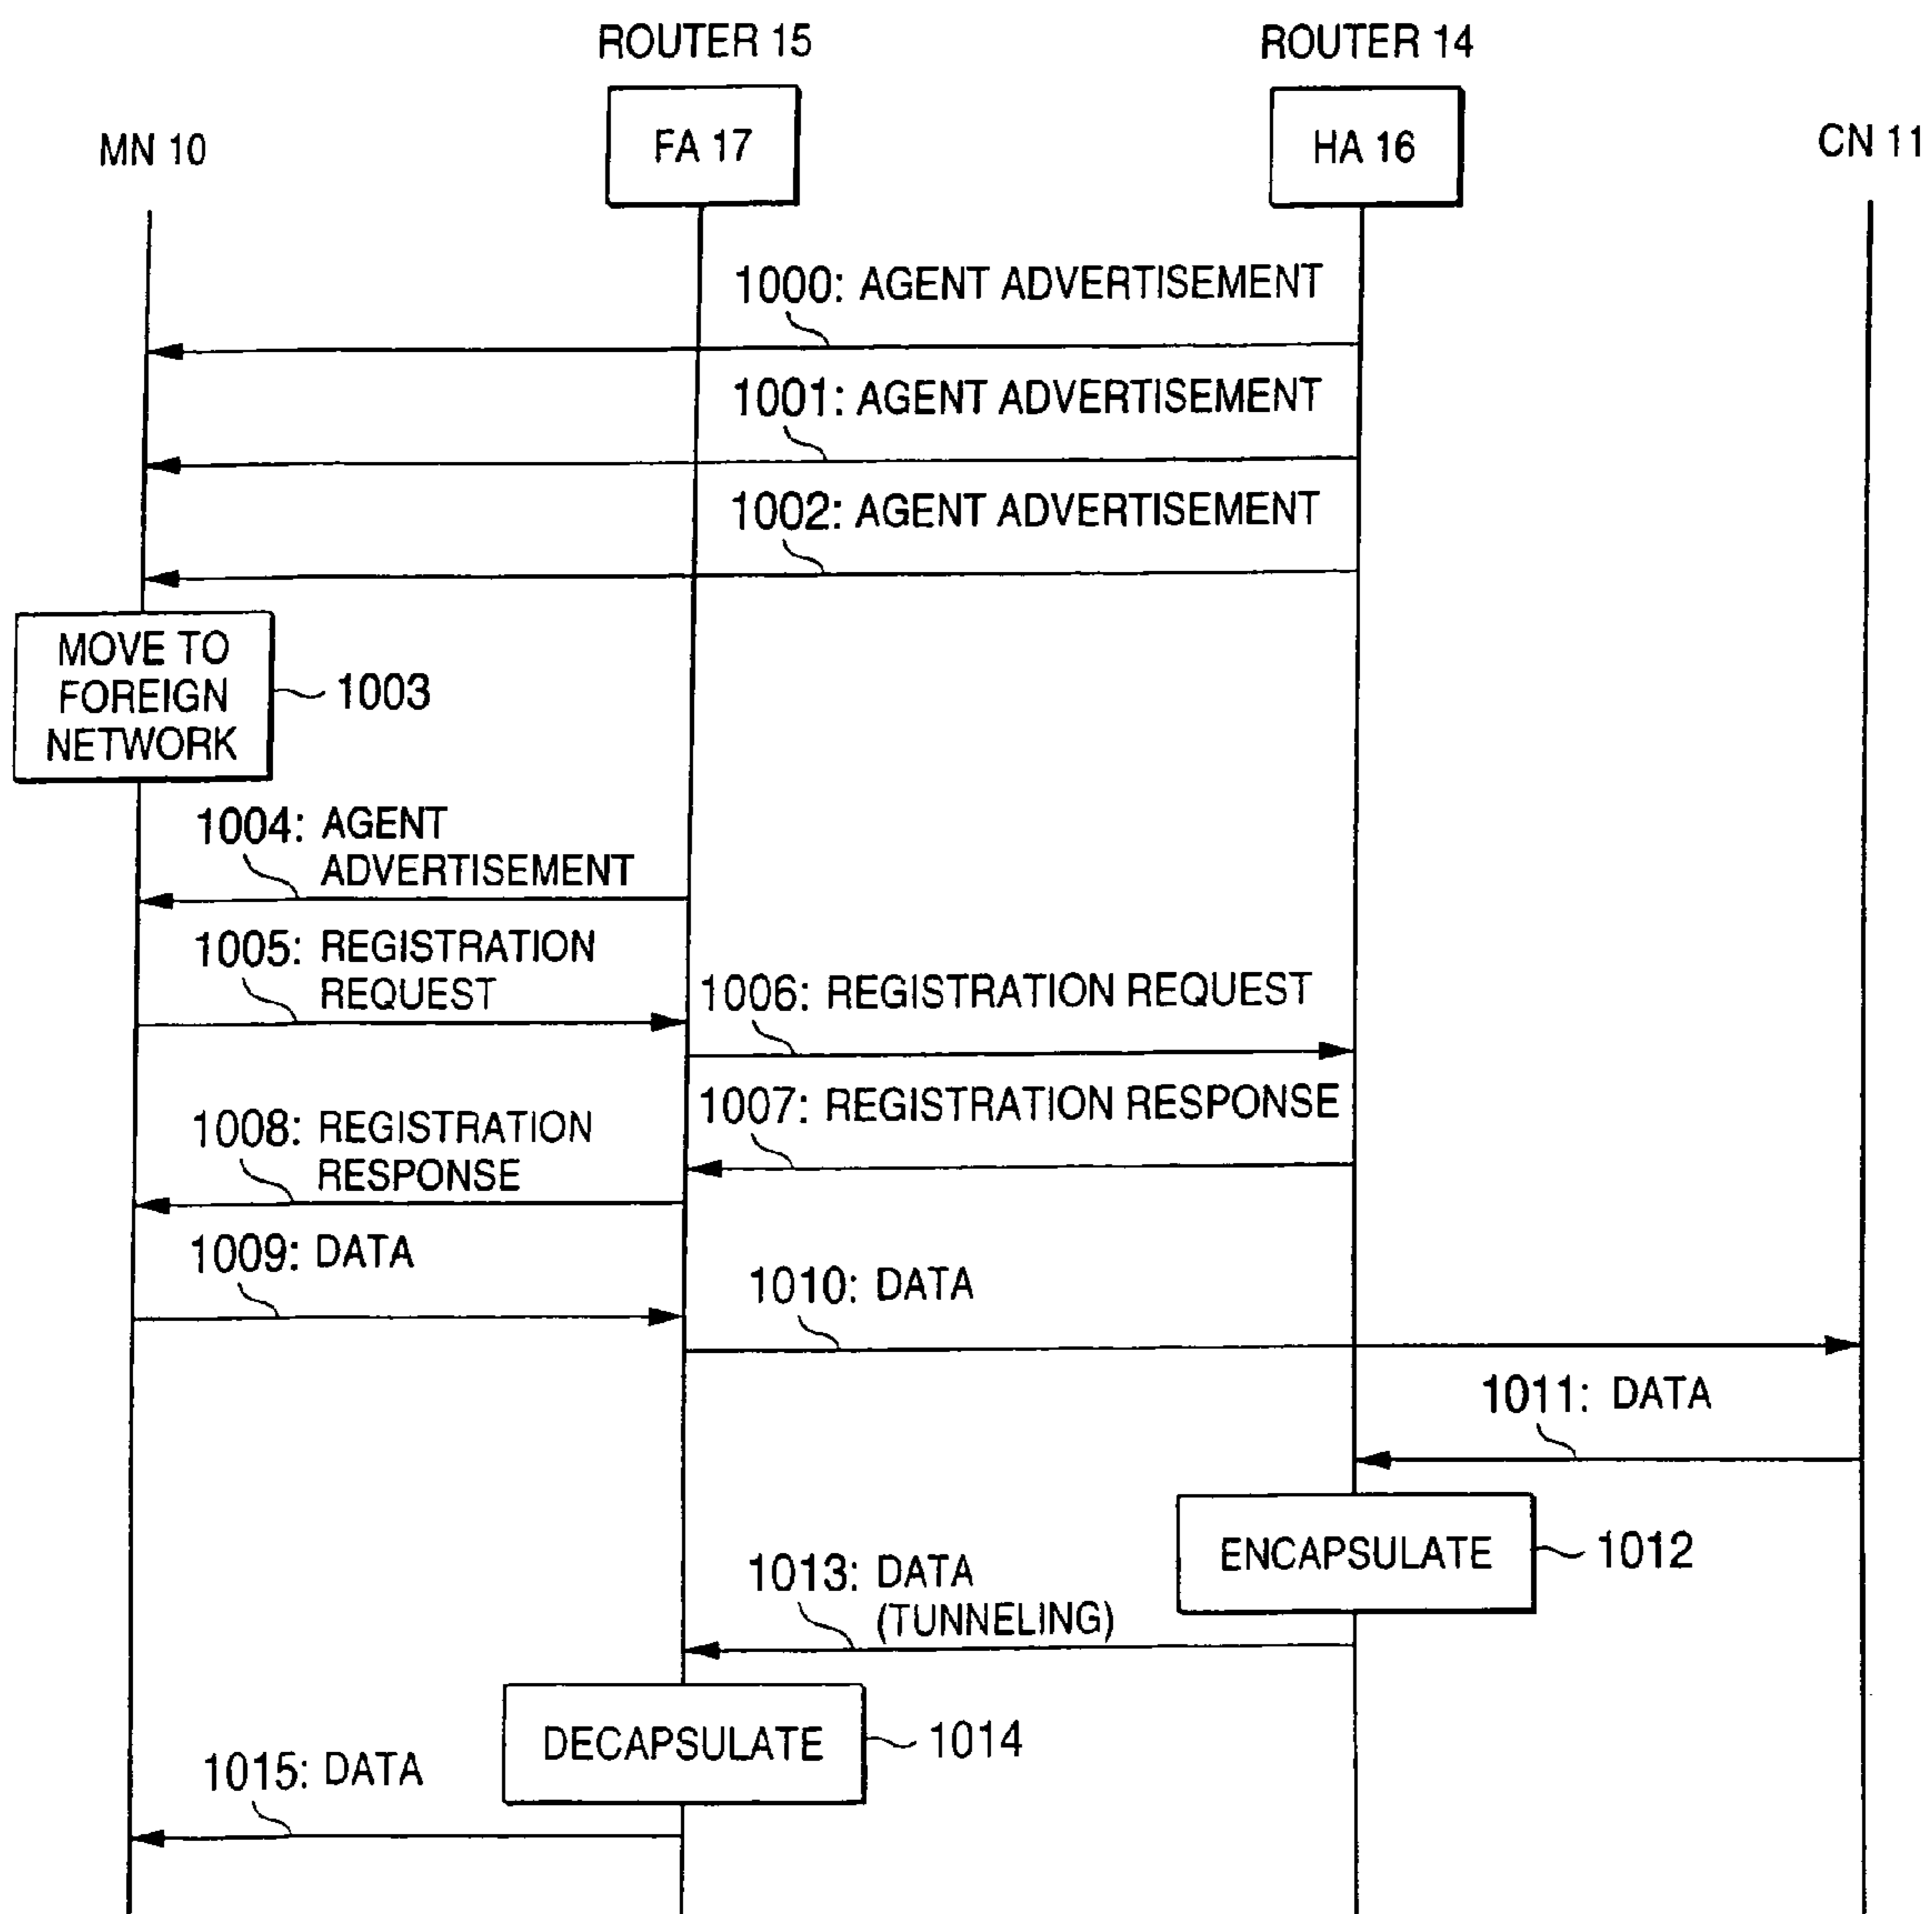 ROUTER 15
ROUTER 14
MN 10
FA 17
HA 16
CN 11
1000: AGENT ADVERTISEMENT
1001: AGENT ADVERTISEMENT
1002: AGENT ADVERTISEMENT
MOVE TO
FOREIGN
NETWORK
1003
1004: AGENT
ADVERTISEMENT
1005: REGISTRATION
REQUEST
1006: REGISTRATION REQUEST
1007: REGISTRATION RESPONSE
1008: REGISTRATION
RESPONSE
1009: DATA
1010: DATA
1011: DATA
ENCAPSULATE
1012
1013: DATA
(TUNNELING)
DECAPSULATE
1014
1015: DATA